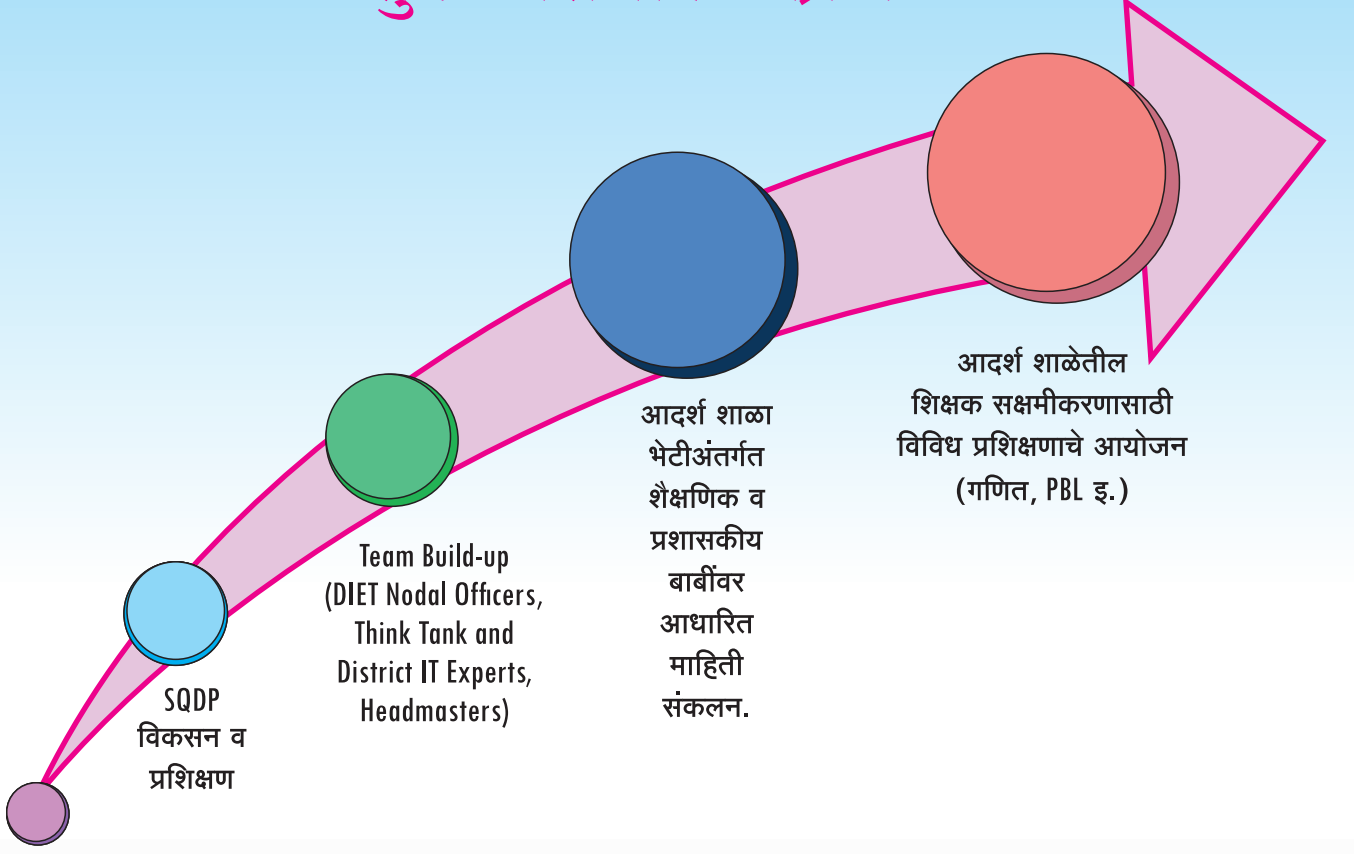 SQDP
विकसन व
प्रशिक्षण
Team Build-up
(DIET Nodal Officers,
Think Tank and
District IT Experts,
Headmasters)
आदर्श शाळा
भेटीअंतर्गत
शैक्षणिक व
प्रशासकीय
बाबींवर
आधारित
माहिती
संकलन.
आदर्श शाळेतील
शिक्षक सक्षमीकरणासाठी
विविध प्रशिक्षणाचे आयोजन
(गणित, PBL इ.)